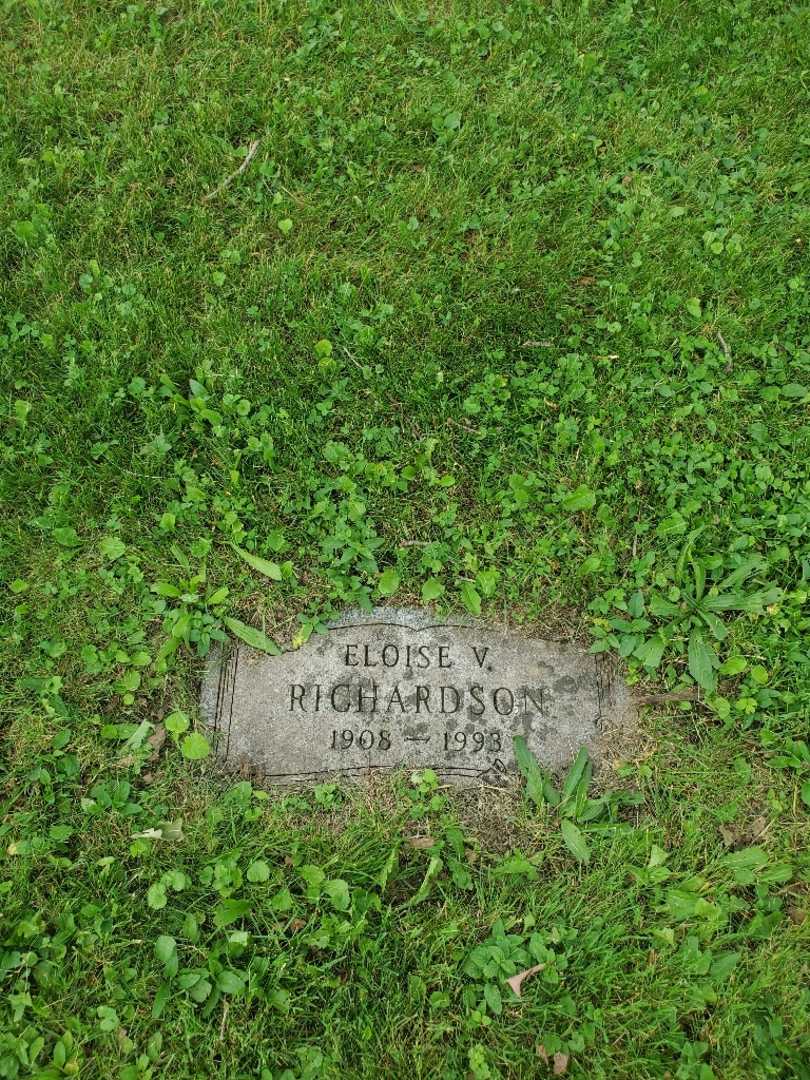 ELOISE V.
RICHARDSON
1908 — 1993